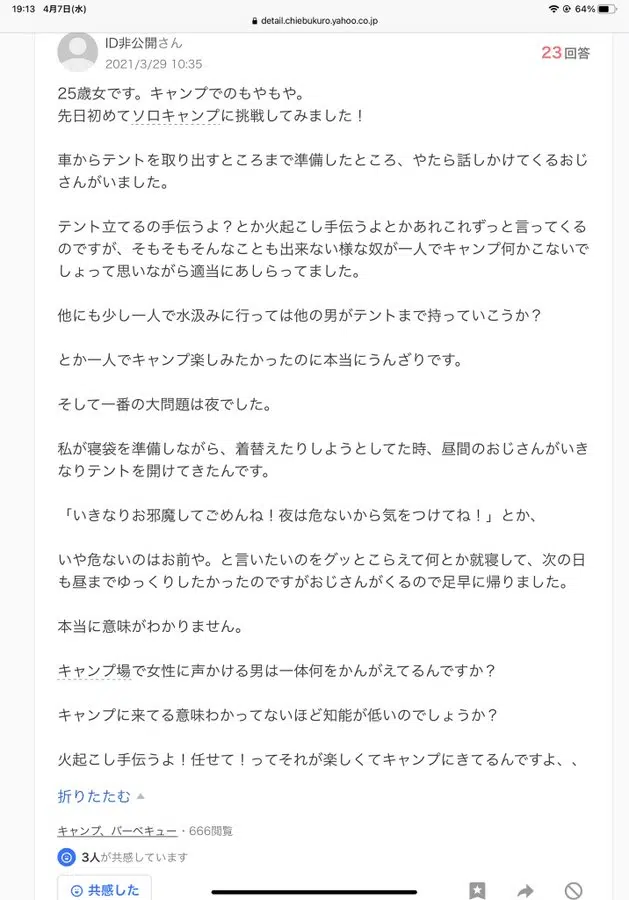 19:13 4月7日(水)
64%
detail.chiebukuro.yahoo.co.jp
ID非公開さん
2021/3/29 10:35
23回答
25歳女です。キャンプでのもやもや。
先日初めてソロキャンプに挑戦してみました！
車からテントを取り出すところまで準備したところ、やたら話しかけてくるおじ
さんがいました。
テント立てるの手伝うよ？とか火起こし手伝うよとかあれこれずっと言ってくる
のですが、そもそもそんなことも出来ない様な奴が一人でキャンプ何かこないで
しょって思いながら適当にあしらってました。
他にも少し一人で水汲みに行っては他の男がテントまで持っていこうか？
とか一人でキャンプ楽しみたかったのに本当にうんざりです。
そして一番の大問題は夜でした。
私が寝袋を準備しながら、着替えたりしようとしてた時、昼間のおじさんがいき
なりテントを開けてきたんです。
「いきなりお邪魔してごめんね！夜は危ないから気をつけてね！」とか、
いや危ないのはお前や。と言いたいのをグッとこらえて何とか就寝して、次の日
も昼までゆっくりしたかったのですがおじさんがくるので足早に帰りました。
本当に意味がわかりません。
キャンプ場で女性に声かける男は一体何をかんがえてるんですか？
キャンプに来てる意味わかってないほど知能が低いのでしょうか？
火起こし手伝うよ！任せて！ってそれが楽しくてキャンプにきてるんですよ、、
折りたたむ
キャンプ、バーベキュー・666閲覧
3人が共感しています
共感した